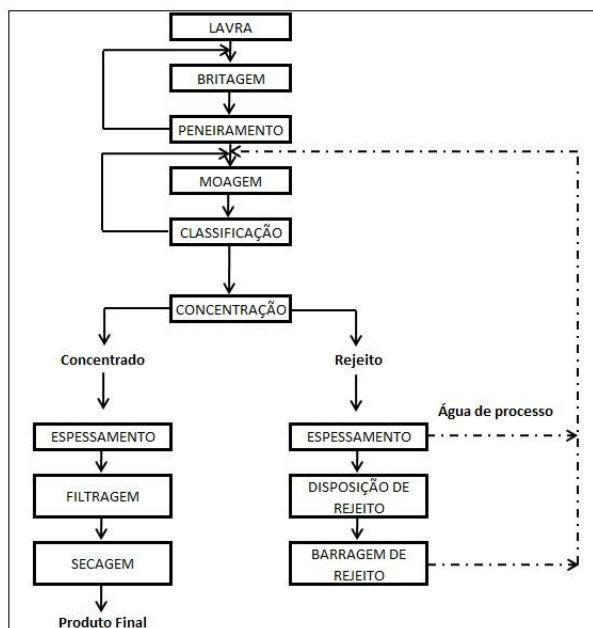 LAVRA
BRITAGEM
PENEIRAMENTO
MOAGEM
CLASSIFICAÇÃO
CONCENTRAÇÃO
Concentrado
Rejeito
Água de processo
ESPESSAMENTO
ESPESSAMENTO
FILTRAGEM
DISPOSIÇÃO DE
REJEITO
SECAGEM
BARRAGEM DE
REJEITO
Produto Final